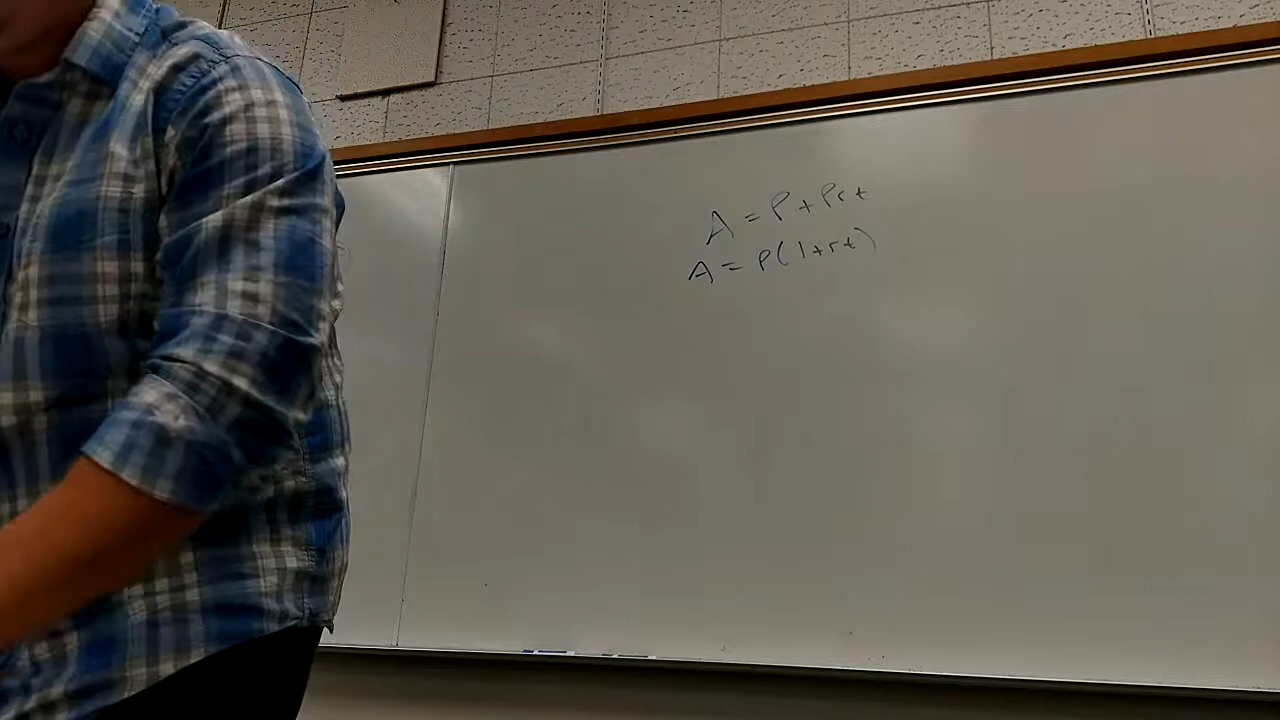 A = P + Prt
A = P(1+rt)